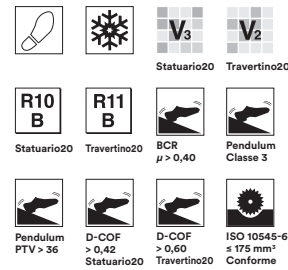 V3
V2
Statuario20
Travertino20
R10
B
R11
B
Statuario20
Travertino20
BCR
μ > 0,40
Pendulum
Classe 3
Pendulum
PTV > 36
D-COF
> 0,42
Statuario20
D-COF
> 0,60
Travertino20
ISO 10545-6
≤ 175 mm³
Conforme